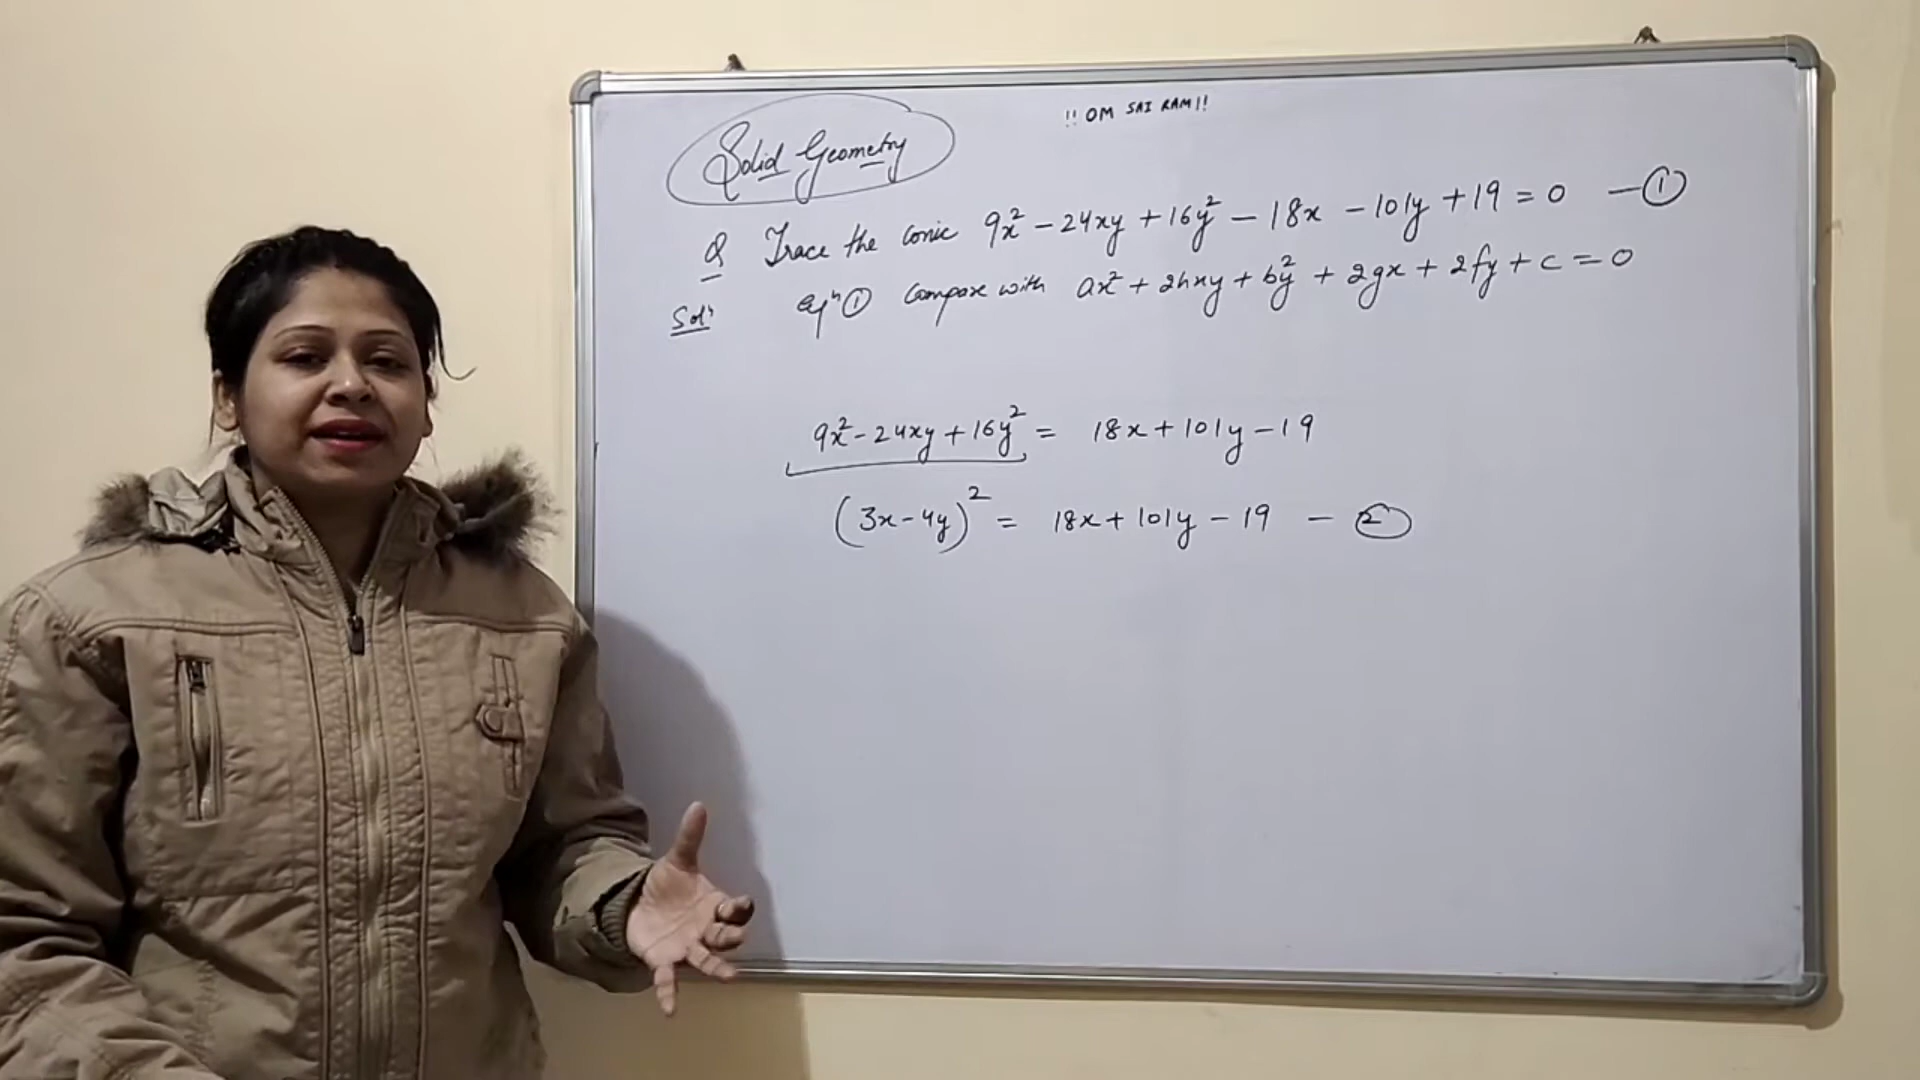 !! OM SAI RAM !!
Solid Geometry
Q Trace the conic 9x² - 24xy + 16y² - 18x - 101y + 19 = 0 — ①
Solⁿ eqⁿ ① Compare with ax² + 2hxy + by² + 2gx + 2fy + c = 0
9x² - 24xy + 16y² = 18x + 101y - 19
(3x - 4y)² = 18x + 101y - 19 — ②